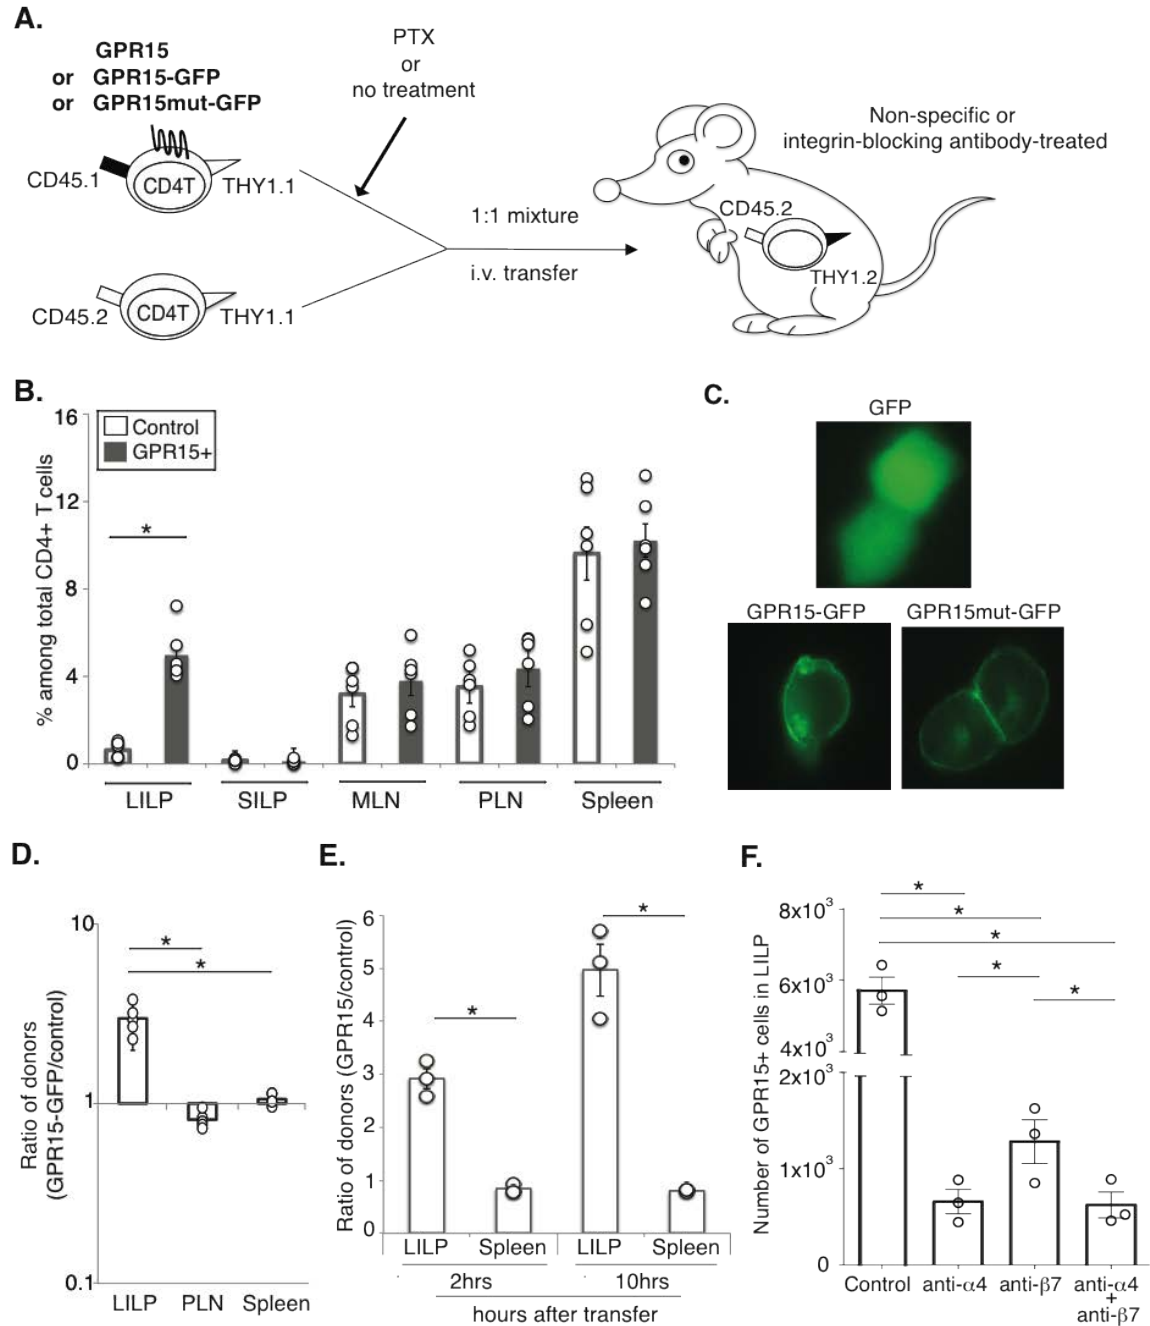 A.
GPR15
or GPR15-GFP
or GPR15mut-GFP
PTX
or
no treatment
CD45.1
CD4T
THY1.1
CD45.2
CD4T
THY1.1
1:1 mixture
i.v. transfer
Non-specific or
integrin-blocking antibody-treated
CD45.2
THY1.2
B.
% among total CD4+ T cells
16
12
8
4
0
Control
GPR15+
*
LILP
SILP
MLN
PLN
Spleen
C.
GFP
GPR15-GFP
GPR15mut-GFP
D.
Ratio of donors
(GPR15-GFP/control)
10
1
0.1
*
*
LILP
PLN
Spleen
E.
Ratio of donors (GPR15/control)
6
5
4
3
2
1
0
*
*
LILP
Spleen
LILP
Spleen
2hrs
10hrs
hours after transfer
F.
Number of GPR15+ cells in LILP
8x10³
6x10³
4x10³
2x10³
1x10³
0
*
*
*
*
*
Control
anti-α4
anti-β7
anti-α4
+
anti-β7